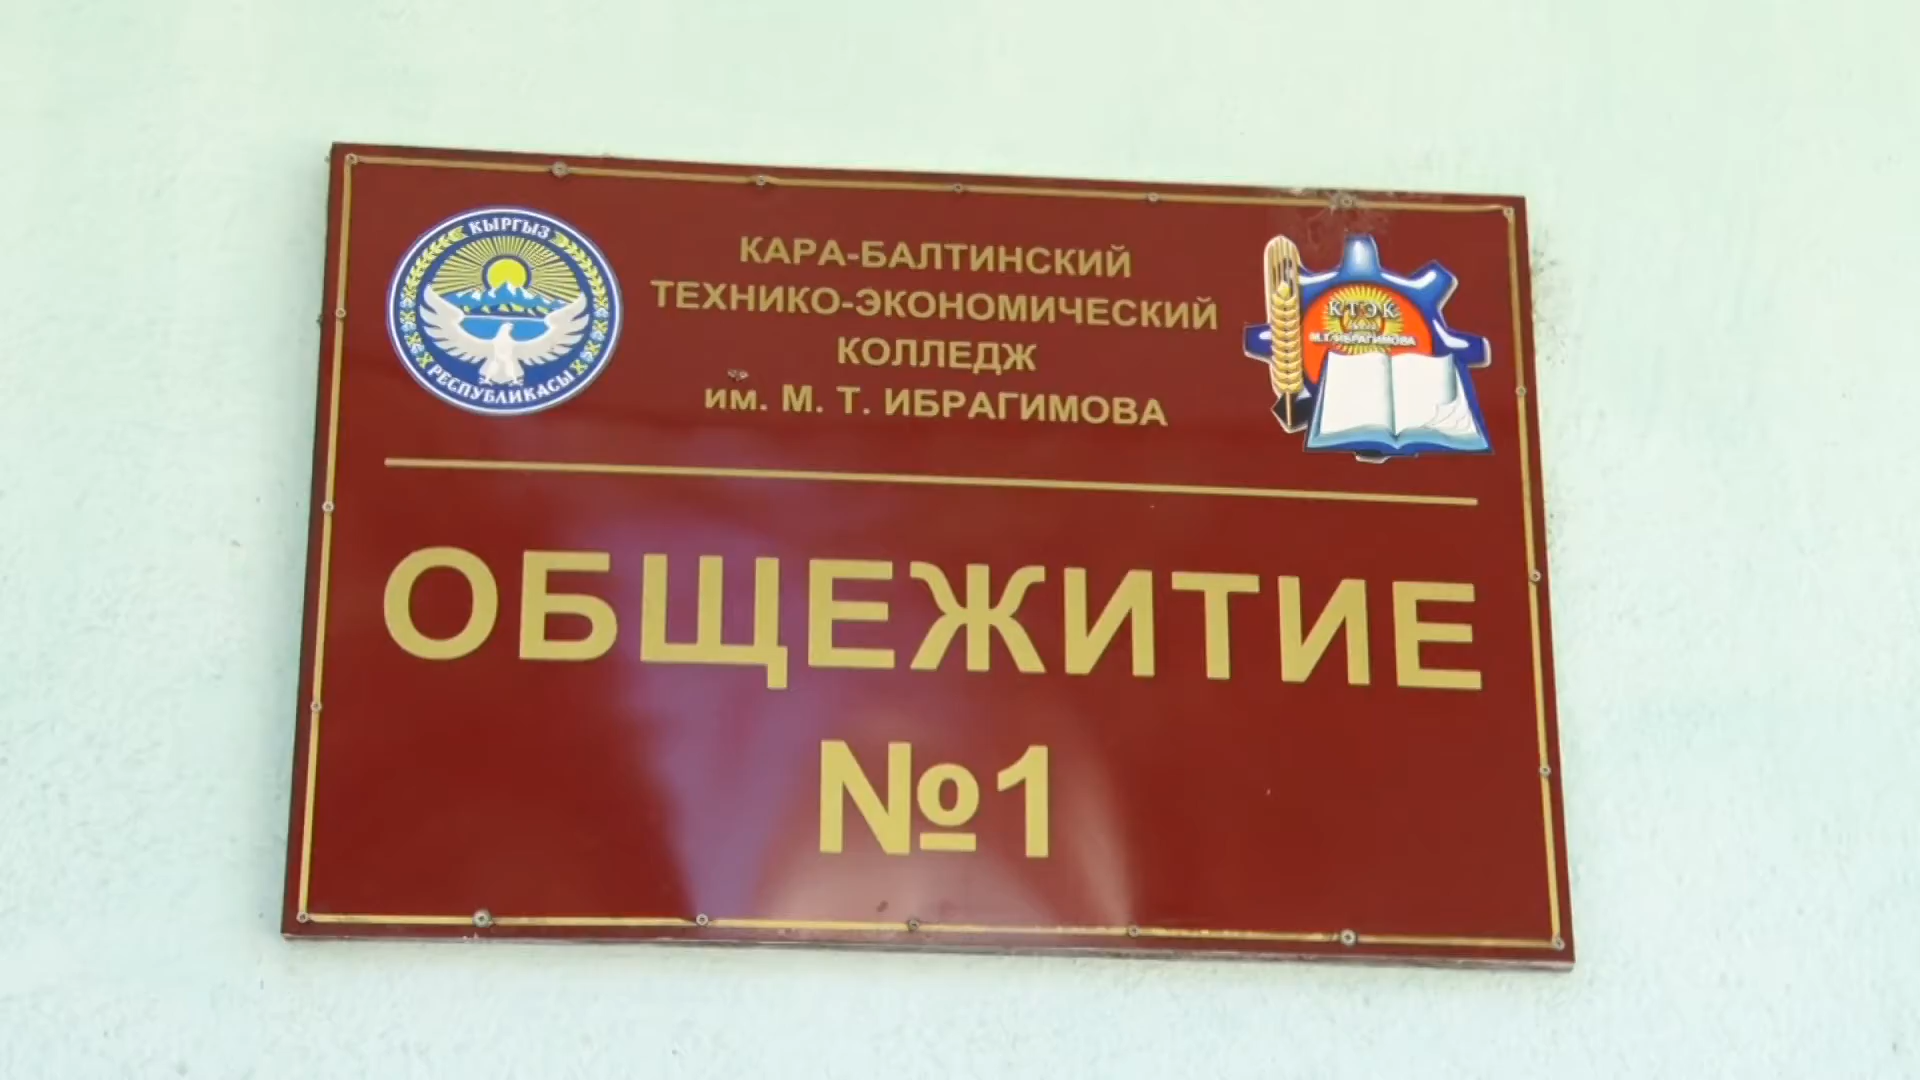 КЫРГЫЗ
РЕСПУБЛИКАСЫ
КАРА-БАЛТИНСКИЙ
ТЕХНИКО-ЭКОНОМИЧЕСКИЙ
КОЛЛЕДЖ
им. М. Т. ИБРАГИМОВА
КТЭК
М.Т. ИБРАГИМОВА
ОБЩЕЖИТИЕ
№1